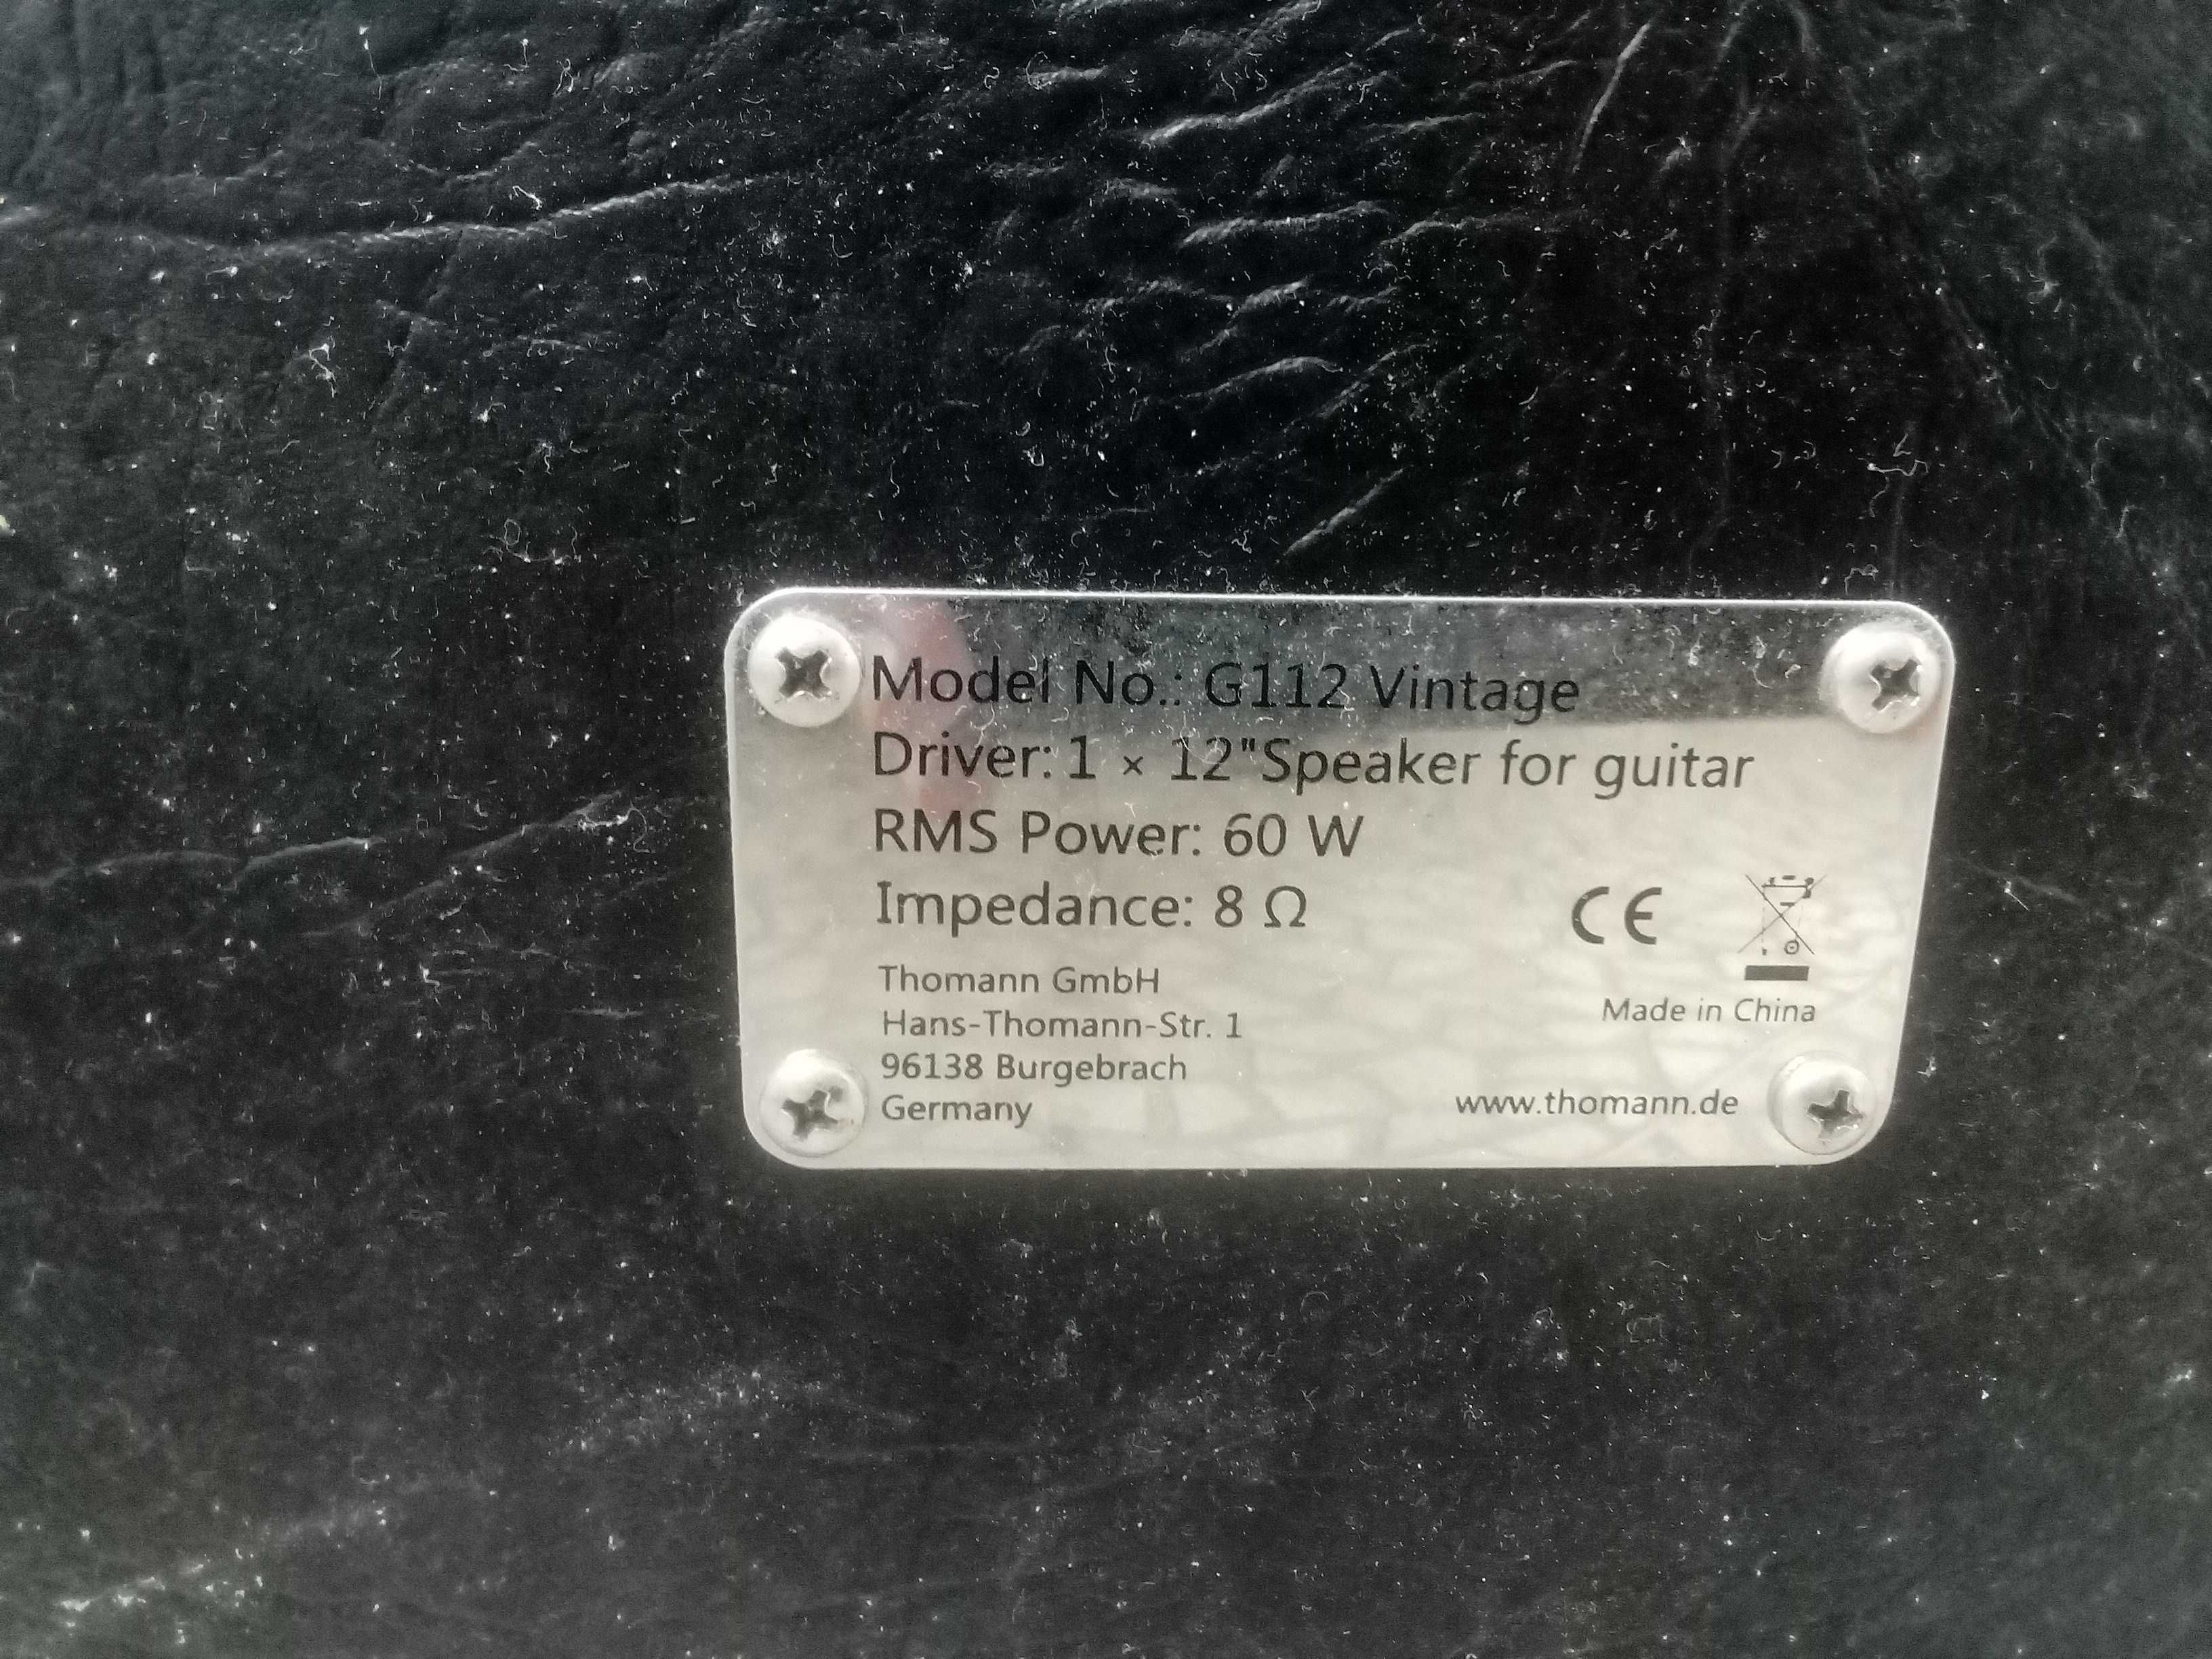 Model No.: G112 Vintage
Driver: 1 × 12"Speaker for guitar
RMS Power: 60 W
Impedance: 8 Ω
CE
Thomann GmbH
Hans-Thomann-Str. 1
96138 Burgebrach
Germany
Made in China
www.thomann.de